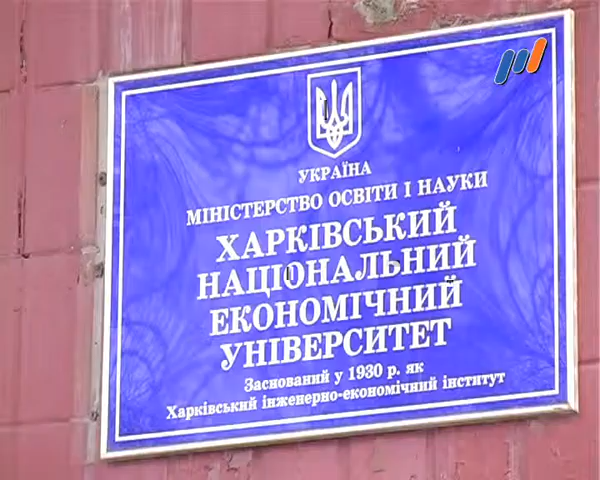 УКРАЇНА
МІНІСТЕРСТВО ОСВІТИ І НАУКИ
ХАРКІВСЬКИЙ
НАЦІОНАЛЬНИЙ
ЕКОНОМІЧНИЙ
УНІВЕРСИТЕТ
Заснований у 1930 р. як
Харківський інженерно-економічний інститут